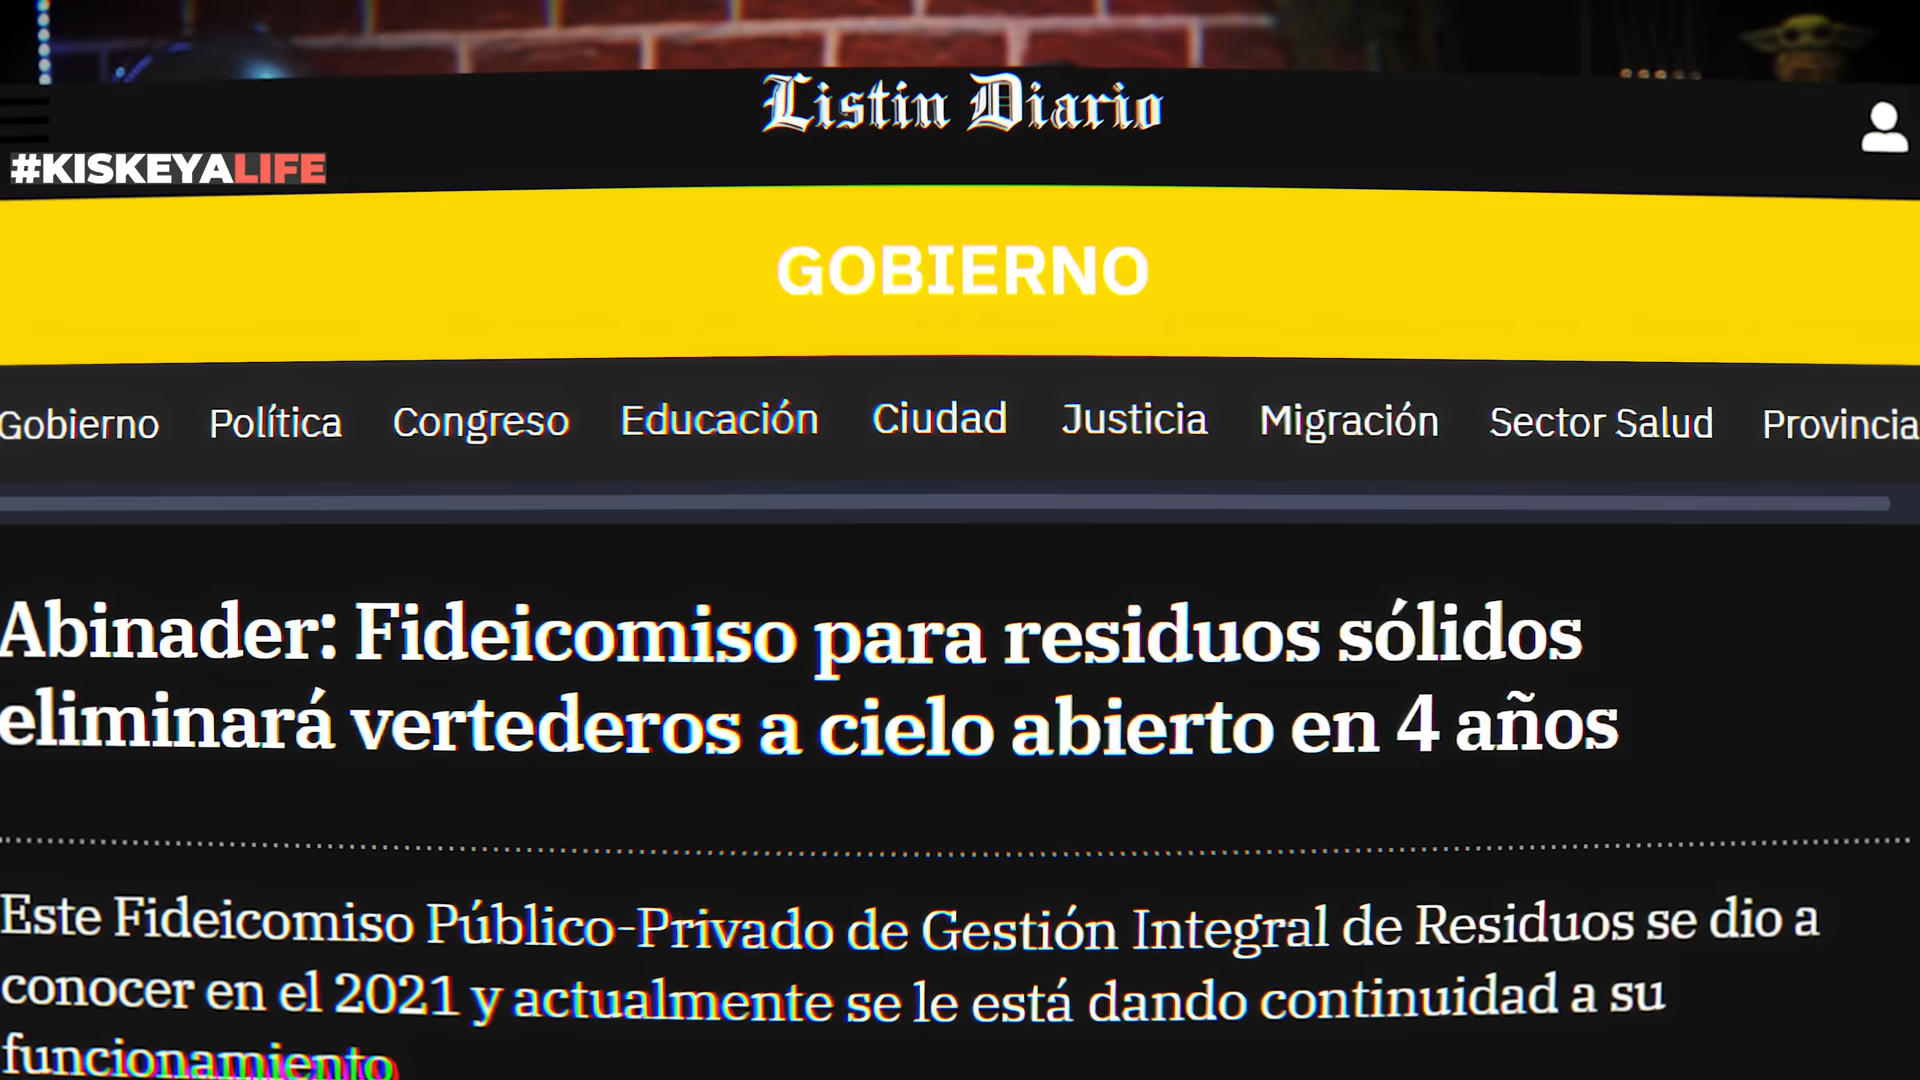 Listín Diario
#KISKEYALIFE
GOBIERNO
Gobierno Política Congreso Educación Ciudad Justicia Migración Sector Salud Provincia
Abinader: Fideicomiso para residuos sólidos
eliminará vertederos a cielo abierto en 4 años
Este Fideicomiso Público-Privado de Gestión Integral de Residuos se dio a
conocer en el 2021 y actualmente se le está dando continuidad a su
funcionamiento